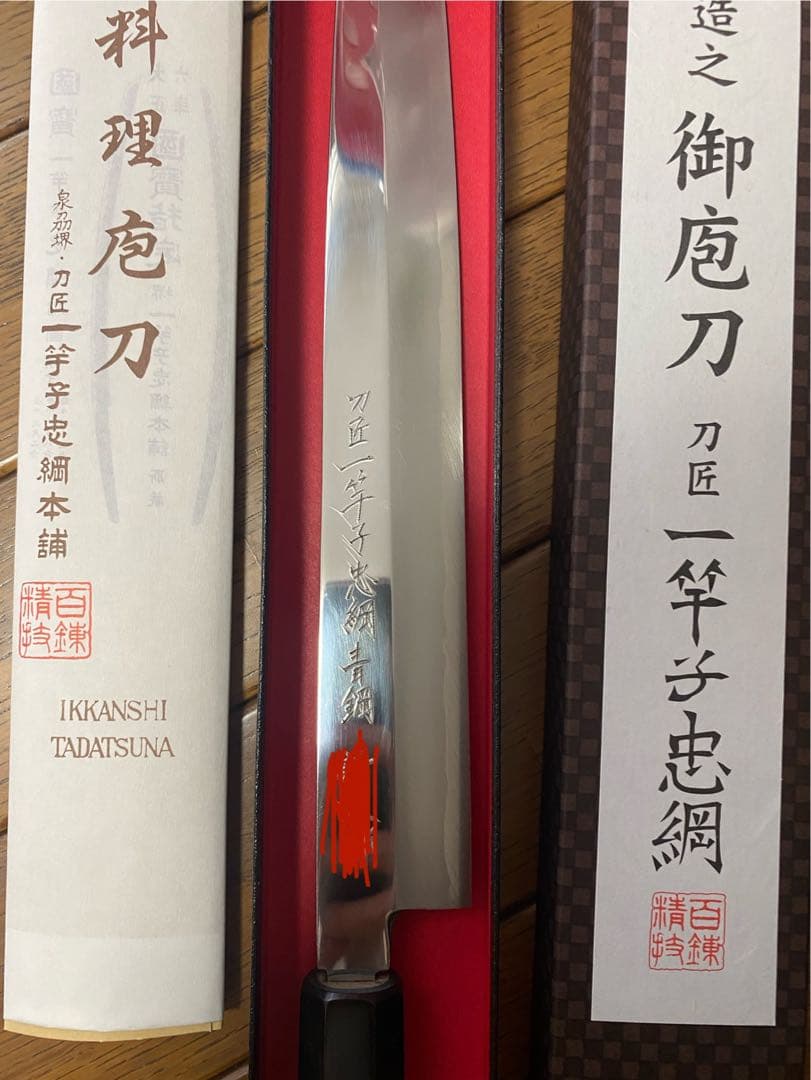 料理庖刀
泉刕堺・刀匠 一竿子忠綱本舗
百錬精技
IKKANSHI
TADATSUNA
刀匠一竿子忠綱青鋼
造之 御庖刀 刀匠 一竿子忠綱
百錬精技